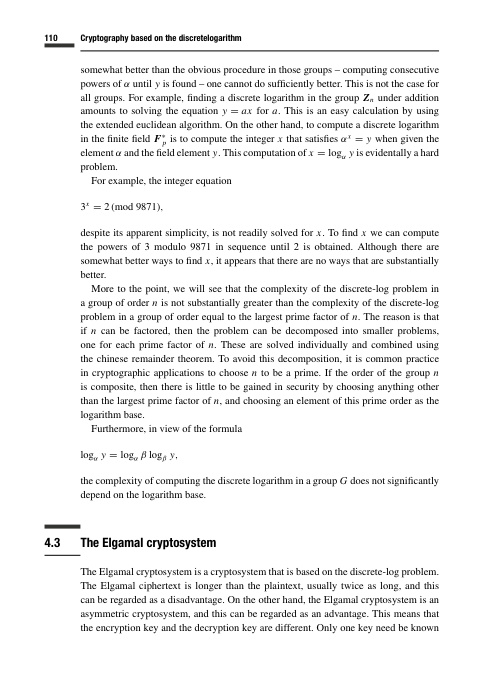 110 Cryptography based on the discretelogarithm
somewhat better than the obvious procedure in those groups – computing consecutive
powers of α until y is found – one cannot do sufficiently better. This is not the case for
all groups. For example, finding a discrete logarithm in the group Zₙ under addition
amounts to solving the equation y = ax for a. This is an easy calculation by using
the extended euclidean algorithm. On the other hand, to compute a discrete logarithm
in the finite field F*ₚ is to compute the integer x that satisfies αˣ = y when given the
element α and the field element y. This computation of x = log_α y is evidentally a hard
problem.
For example, the integer equation
3ˣ = 2 (mod 9871),
despite its apparent simplicity, is not readily solved for x. To find x we can compute
the powers of 3 modulo 9871 in sequence until 2 is obtained. Although there are
somewhat better ways to find x, it appears that there are no ways that are substantially
better.
More to the point, we will see that the complexity of the discrete-log problem in
a group of order n is not substantially greater than the complexity of the discrete-log
problem in a group of order equal to the largest prime factor of n. The reason is that
if n can be factored, then the problem can be decomposed into smaller problems,
one for each prime factor of n. These are solved individually and combined using
the chinese remainder theorem. To avoid this decomposition, it is common practice
in cryptographic applications to choose n to be a prime. If the order of the group n
is composite, then there is little to be gained in security by choosing anything other
than the largest prime factor of n, and choosing an element of this prime order as the
logarithm base.
Furthermore, in view of the formula
log_α y = log_α β log_β y,
the complexity of computing the discrete logarithm in a group G does not significantly
depend on the logarithm base.
4.3 The Elgamal cryptosystem
The Elgamal cryptosystem is a cryptosystem that is based on the discrete-log problem.
The Elgamal ciphertext is longer than the plaintext, usually twice as long, and this
can be regarded as a disadvantage. On the other hand, the Elgamal cryptosystem is an
asymmetric cryptosystem, and this can be regarded as an advantage. This means that
the encryption key and the decryption key are different. Only one key need be known